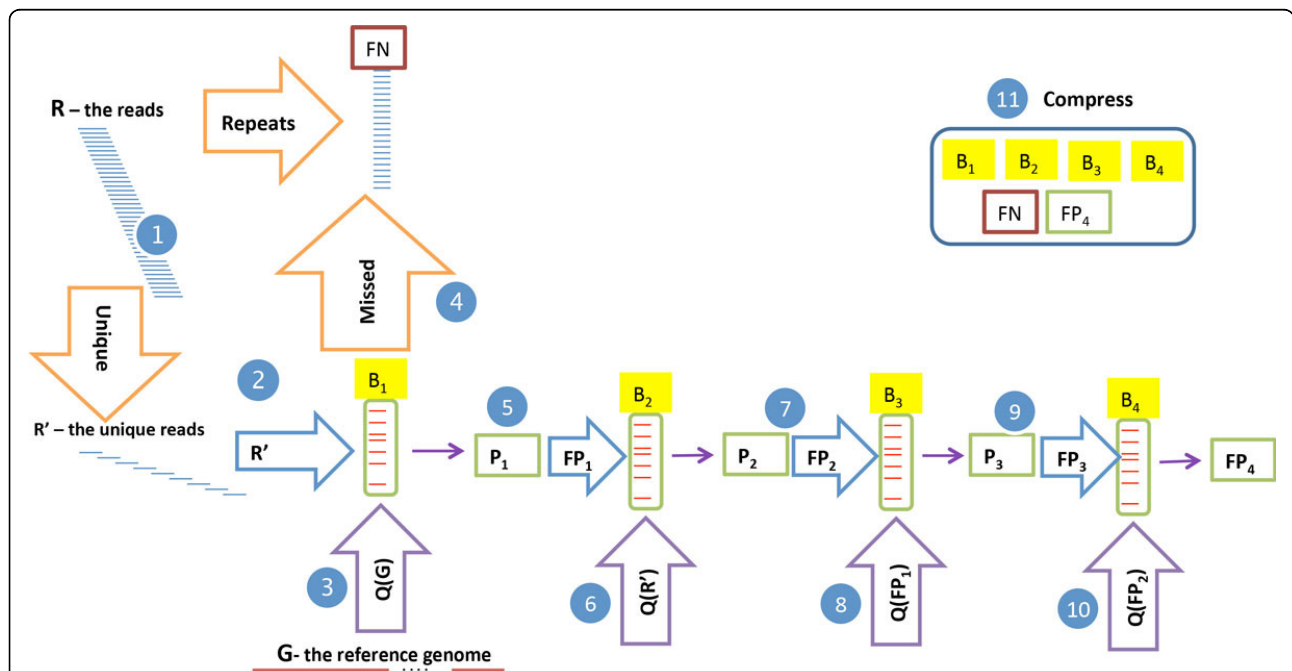 FN
R – the reads
Repeats
11 Compress
B1 B2 B3 B4
FN FP4
1
Unique
Missed
4
2
R' – the unique reads
R'
B1
5
P1
FP1
B2
7
P2
FP2
B3
9
P3
FP3
B4
FP4
3
Q(G)
6
Q(R')
8
Q(FP1)
10
Q(FP2)
G- the reference genome